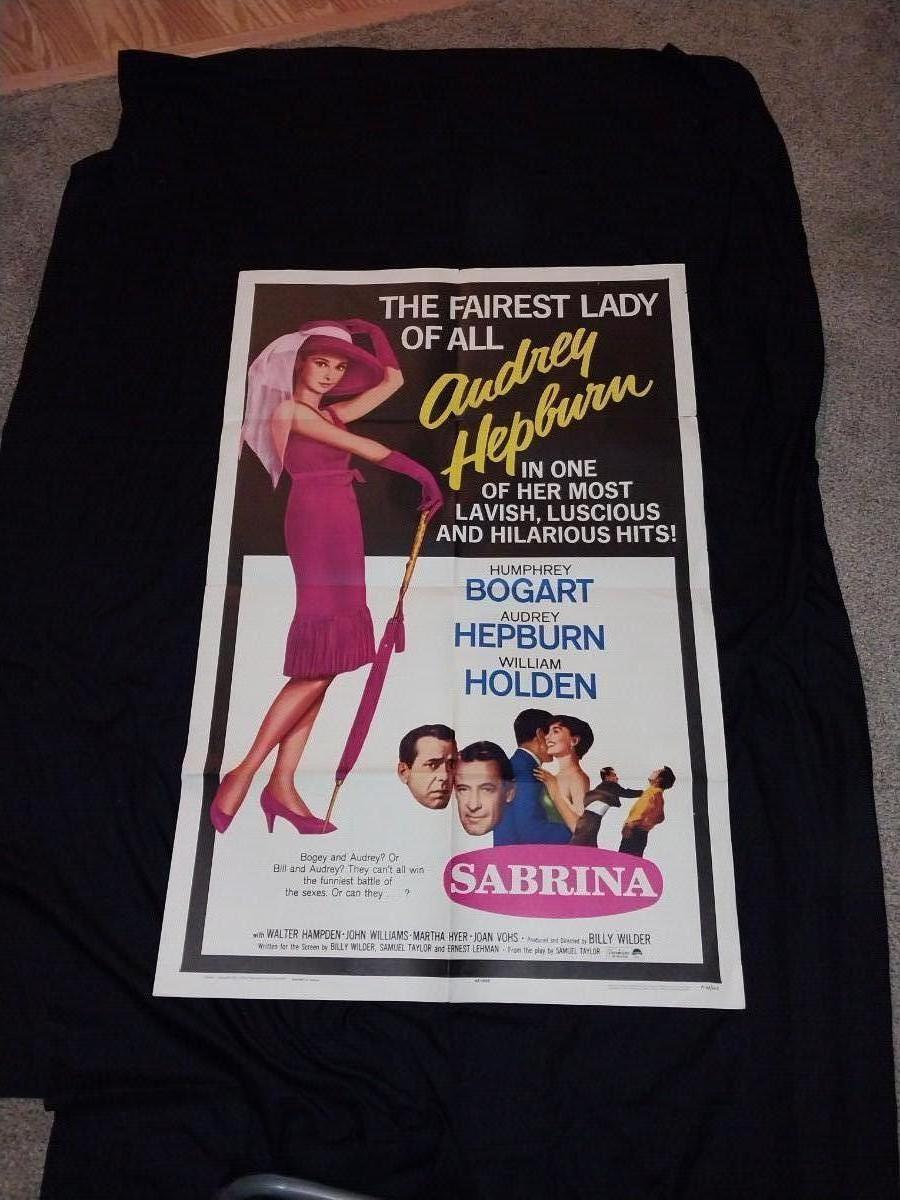 THE FAIREST LADY
OF ALL
Audrey
Hepburn
IN ONE
OF HER MOST
LAVISH, LUSCIOUS
AND HILARIOUS HITS!
HUMPHREY
BOGART
AUDREY
HEPBURN
WILLIAM
HOLDEN
Bogey and Audrey? Or
Bill and Audrey? They can't all win
the funniest battle of
the sexes. Or can they . . . ?
SABRINA
with WALTER HAMPDEN · JOHN WILLIAMS · MARTHA HYER · JOAN VOHS · Produced and Directed by BILLY WILDER
Written for the Screen by BILLY WILDER, SAMUEL TAYLOR and ERNEST LEHMAN · From the play by SAMUEL TAYLOR